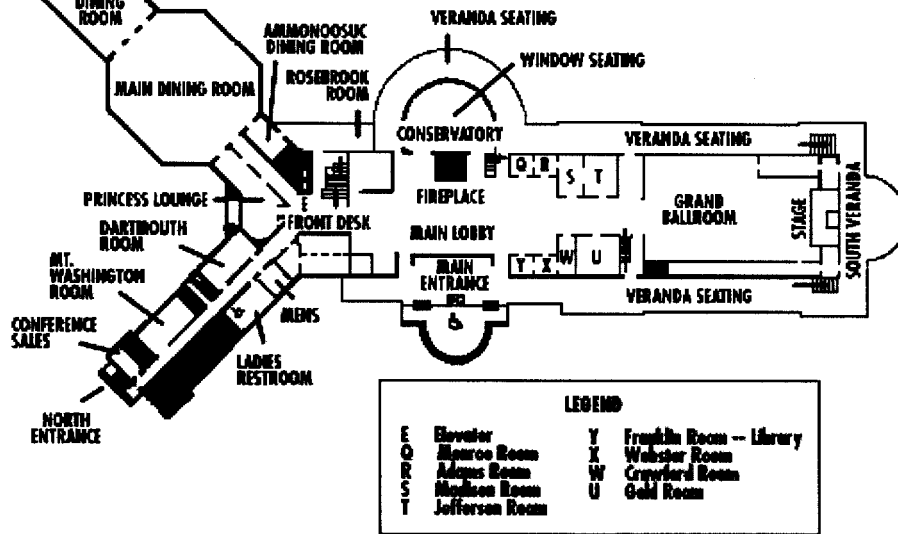 DINING
ROOM
AMMONOOSUC
DINING ROOM
VERANDA SEATING
WINDOW SEATING
MAIN DINING ROOM
ROSEBROOK
ROOM
CONSERVATORY
VERANDA SEATING
Q R
S T
FIREPLACE
GRAND
BALLROOM
STAGE
SOUTH VERANDA
PRINCESS LOUNGE
E
FRONT DESK
DARTMOUTH
ROOM
MAIN LOBBY
MT.
WASHINGTON
ROOM
MAIN
ENTRANCE
Y X W U
VERANDA SEATING
MENS
CONFERENCE
SALES
LADIES
RESTROOM
NORTH
ENTRANCE
LEGEND
E Elevator
Q Monroe Room
R Adams Room
S Madison Room
T Jefferson Room
Y Franklin Room -- Library
X Webster Room
W Crawford Room
U Gold Room